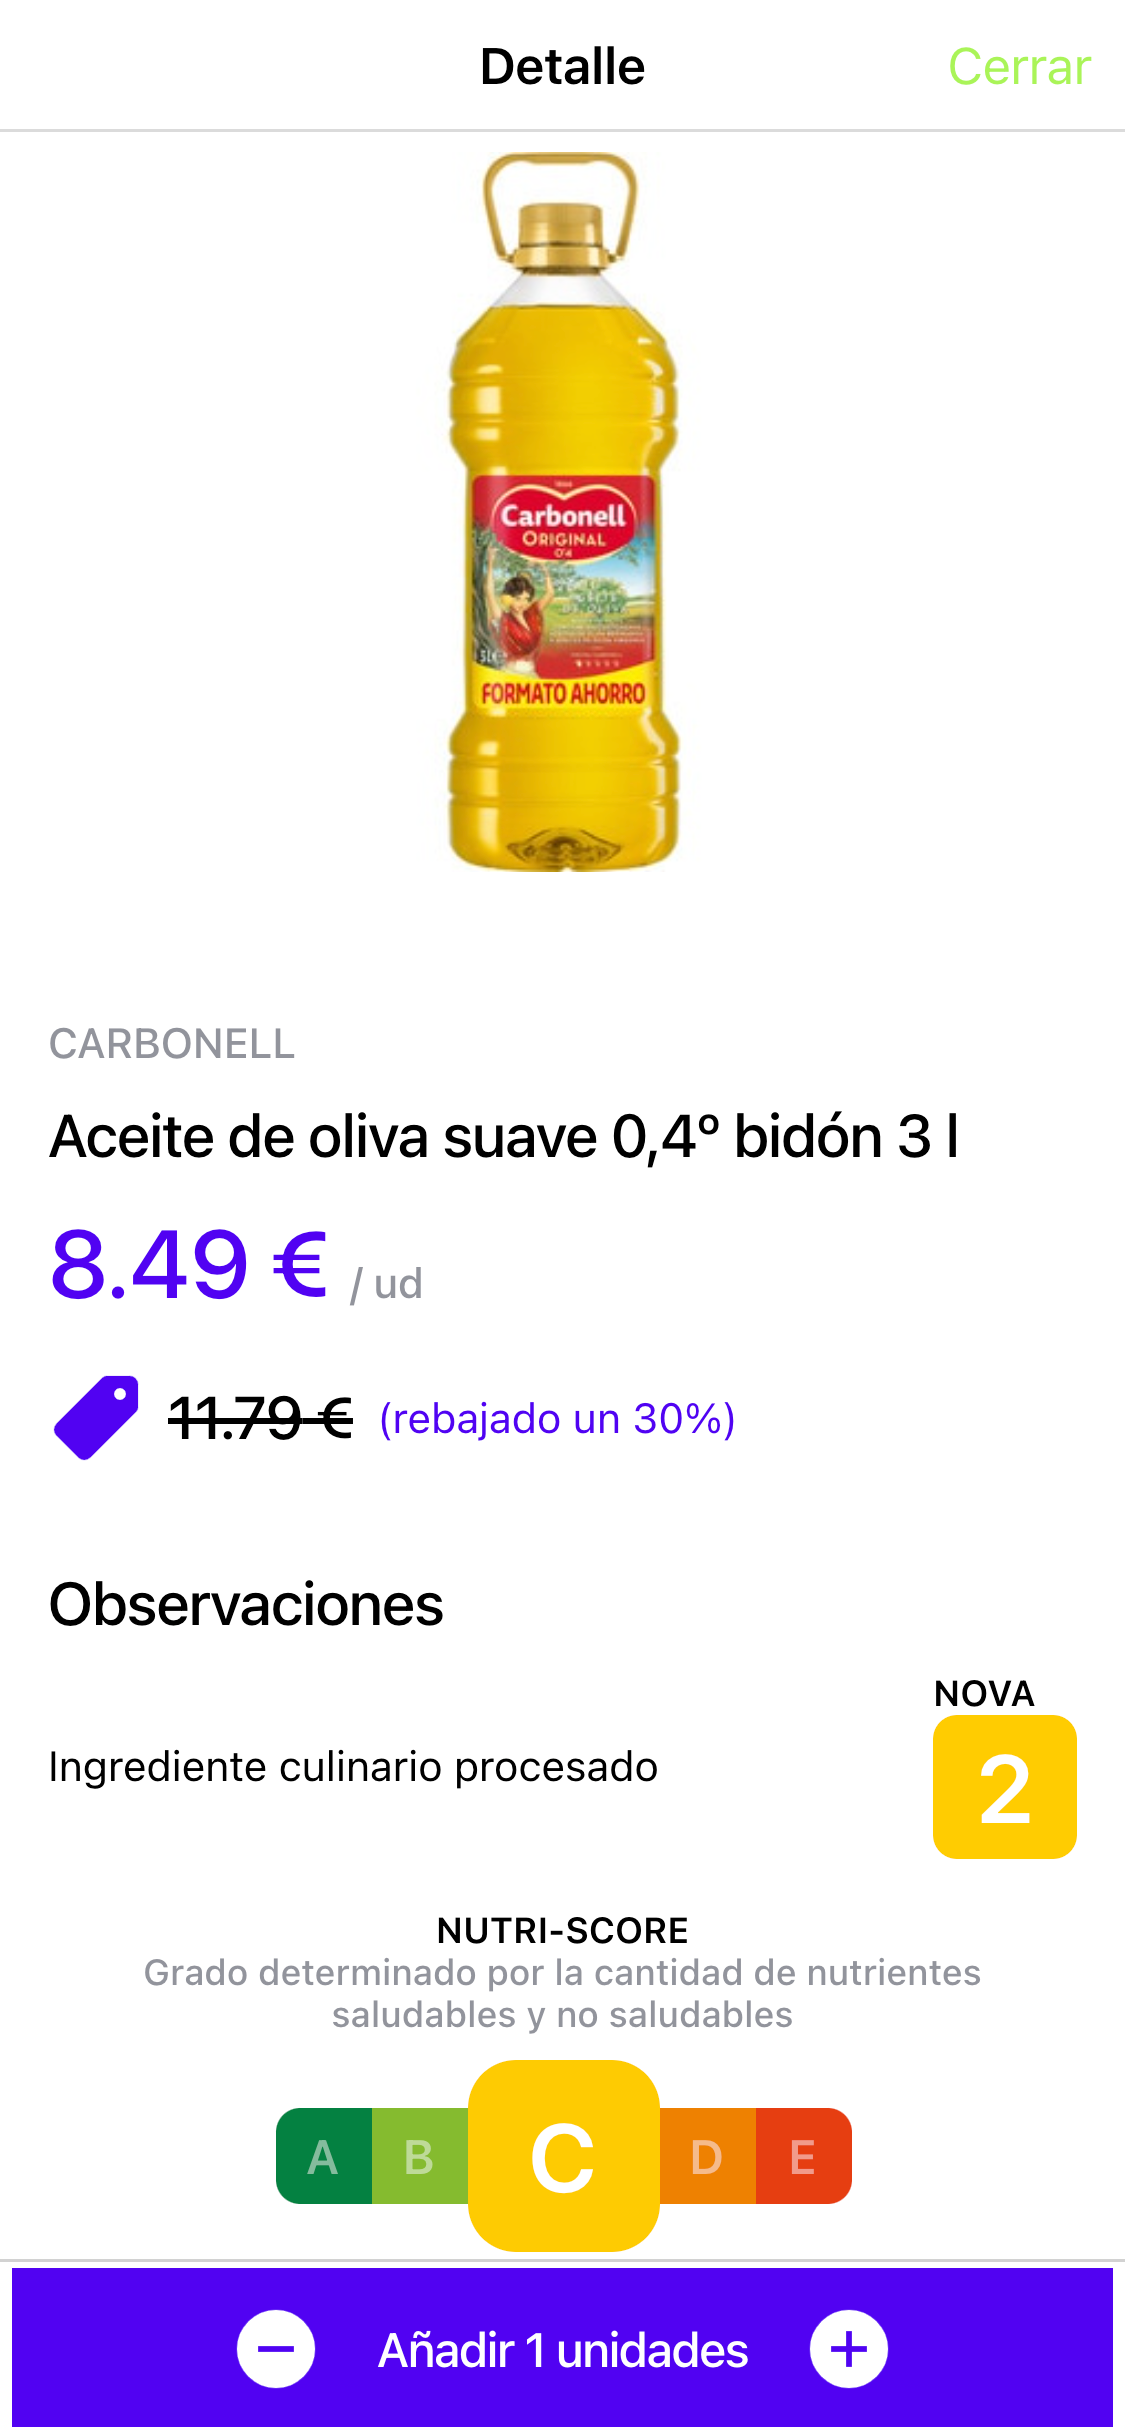 Detalle
Cerrar
Carbonell
ORIGINAL
0'4
FORMATO AHORRO
CARBONELL
Aceite de oliva suave 0,4º bidón 3 l
8.49 € / ud
11.79 € (rebajado un 30%)
Observaciones
NOVA
Ingrediente culinario procesado
2
NUTRI-SCORE
Grado determinado por la cantidad de nutrientes
saludables y no saludables
A B C D E
Añadir 1 unidades